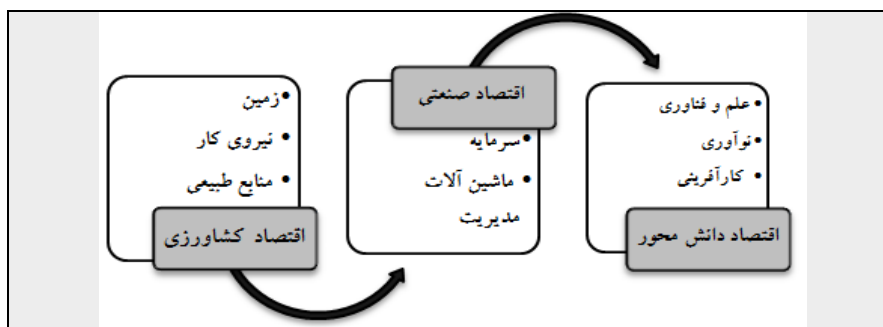 •زمین
• نیروی کار
• منابع طبیعی
اقتصاد کشاورزی
اقتصاد صنعتی
•سرمایه
• ماشین آلات
مدیریت
• علم و فناوری
•نوآوری
• کارآفرینی
اقتصاد دانش محور